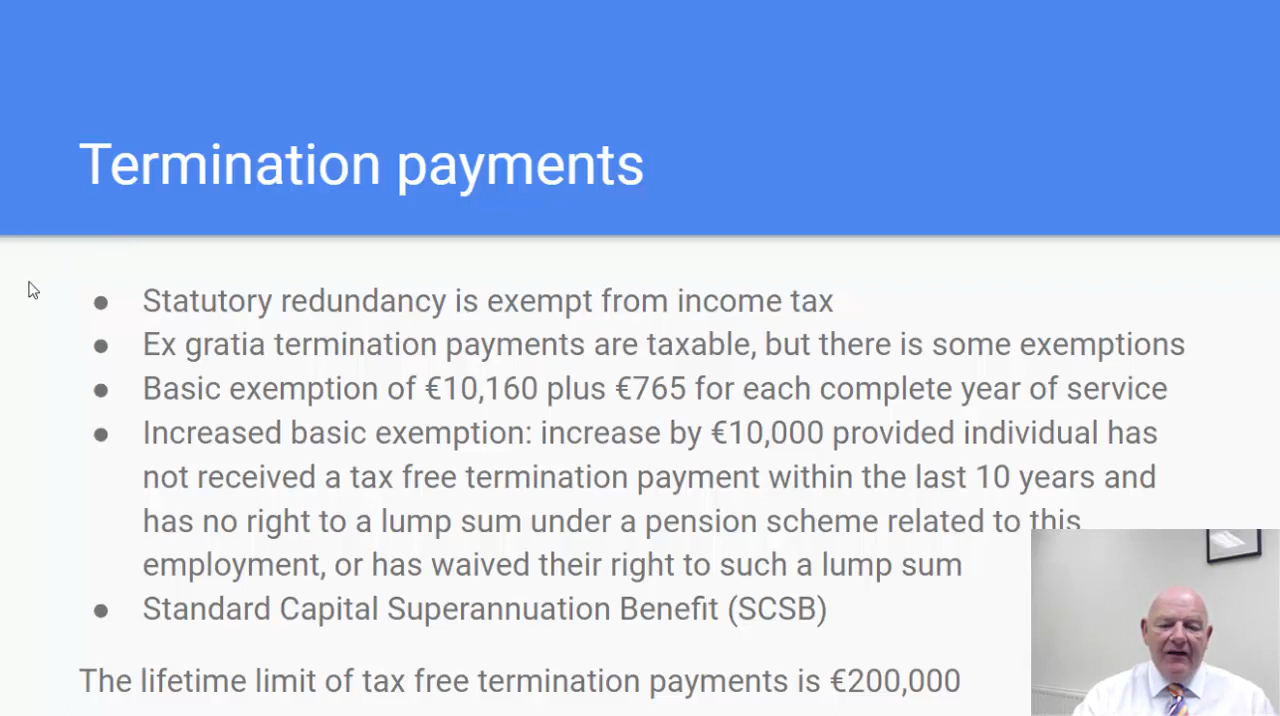 Termination payments
● Statutory redundancy is exempt from income tax
● Ex gratia termination payments are taxable, but there is some exemptions
● Basic exemption of €10,160 plus €765 for each complete year of service
● Increased basic exemption: increase by €10,000 provided individual has
not received a tax free termination payment within the last 10 years and
has no right to a lump sum under a pension scheme related to this
employment, or has waived their right to such a lump sum
● Standard Capital Superannuation Benefit (SCSB)
The lifetime limit of tax free termination payments is €200,000